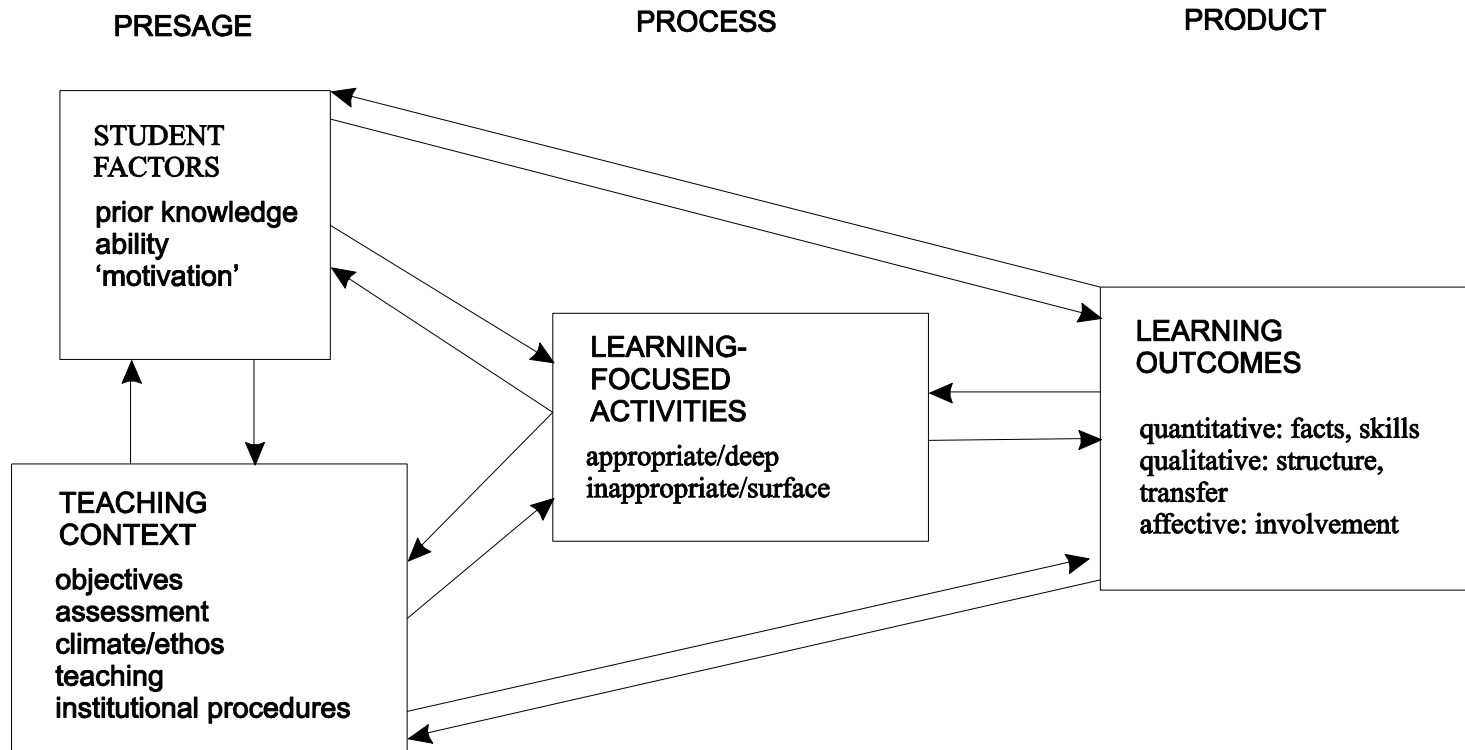 PRESAGE
PROCESS
PRODUCT
STUDENT
FACTORS
prior knowledge
ability
‘motivation’
TEACHING
CONTEXT
objectives
assessment
climate/ethos
teaching
institutional procedures
LEARNING-
FOCUSED
ACTIVITIES
appropriate/deep
inappropriate/surface
LEARNING
OUTCOMES
quantitative: facts, skills
qualitative: structure,
transfer
affective: involvement